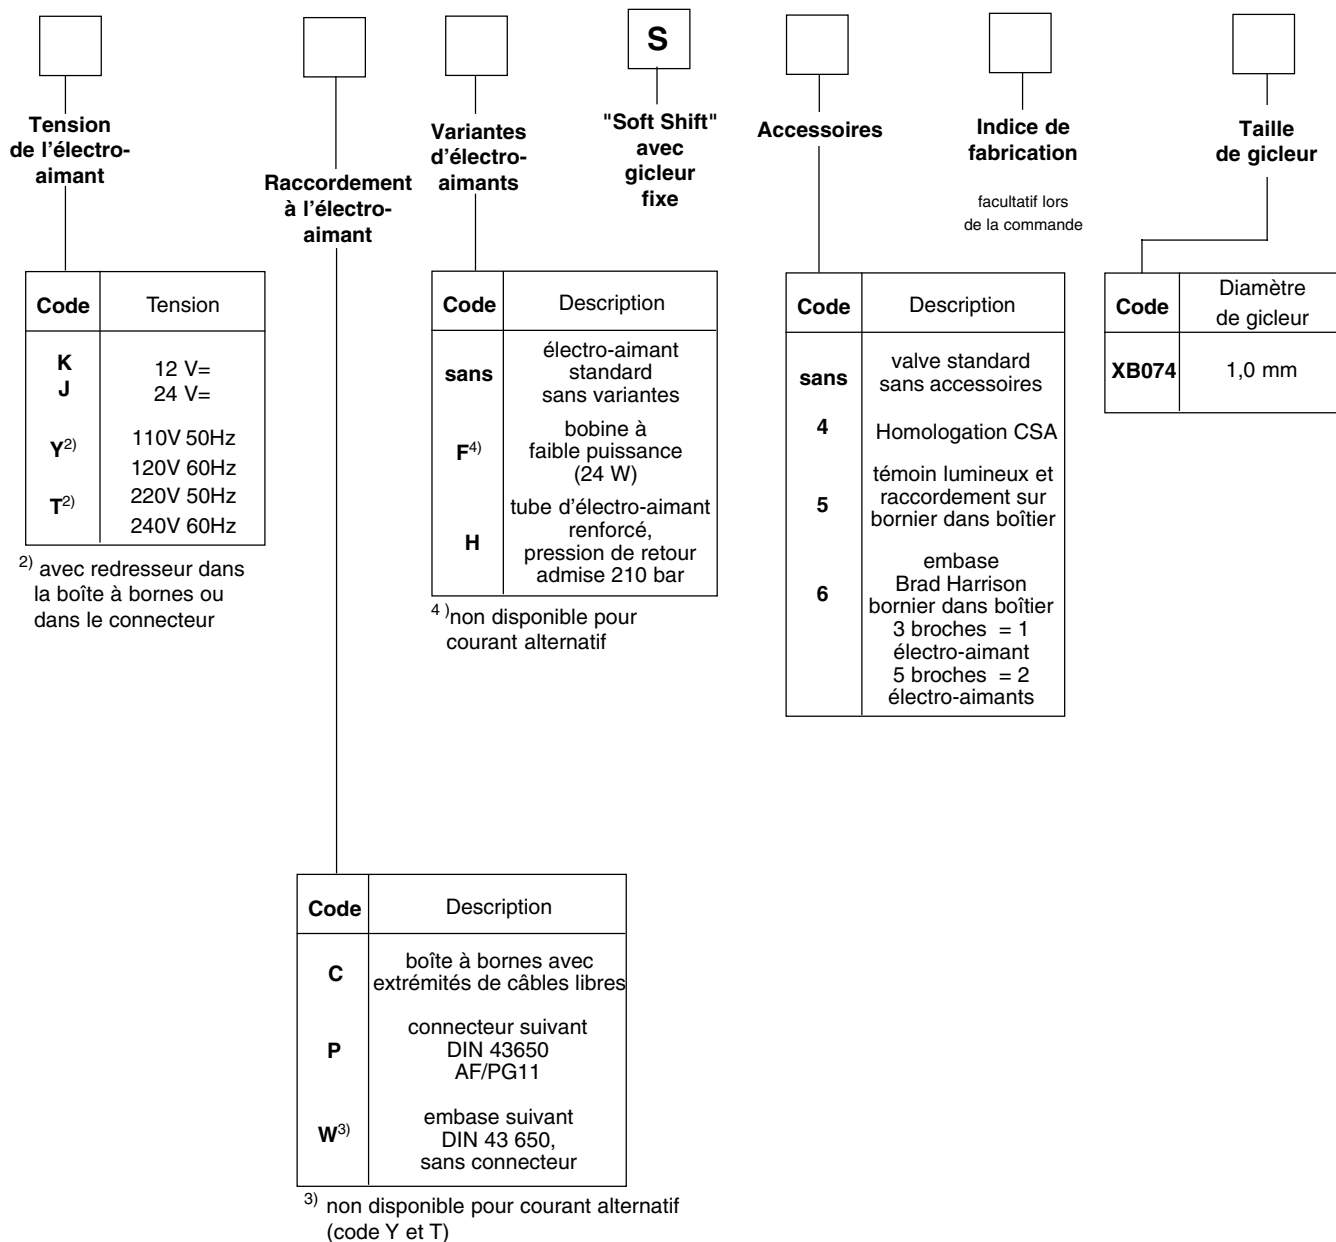 S
Tension
de l'électro-
aimant
Raccordement
à l'électro-
aimant
Variantes
d'électro-
aimants
"Soft Shift"
avec
gicleur
fixe
Accessoires
Indice de
fabrication
facultatif lors
de la commande
Taille
de gicleur
Code Tension
K 12 V=
J 24 V=
Y2) 110V 50Hz
120V 60Hz
T2) 220V 50Hz
240V 60Hz
2) avec redresseur dans
la boîte à bornes ou
dans le connecteur
Code Description
sans électro-aimant
standard
sans variantes
F4) bobine à
faible puissance
(24 W)
H tube d'électro-aimant
renforcé,
pression de retour
admise 210 bar
4 )non disponible pour
courant alternatif
Code Description
sans valve standard
sans accessoires
4 Homologation CSA
5 témoin lumineux et
raccordement sur
bornier dans boîtier
6 embase
Brad Harrison
bornier dans boîtier
3 broches = 1
électro-aimant
5 broches = 2
électro-aimants
Code Diamètre
de gicleur
XB074 1,0 mm
Code Description
C boîte à bornes avec
extrémités de câbles libres
P connecteur suivant
DIN 43650
AF/PG11
W3) embase suivant
DIN 43 650,
sans connecteur
3) non disponible pour courant alternatif
(code Y et T)